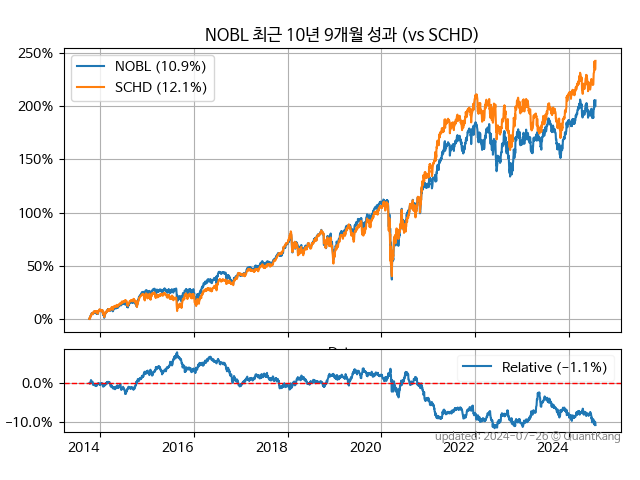 NOBL 최근 10년 9개월 성과 (vs SCHD)
250%
200%
150%
100%
50%
0%
NOBL (10.9%)
SCHD (12.1%)
0.0%
-10.0%
Relative (-1.1%)
2014 2016 2018 2020 2022 2024
updated: 2024-07-26 © QuantKang